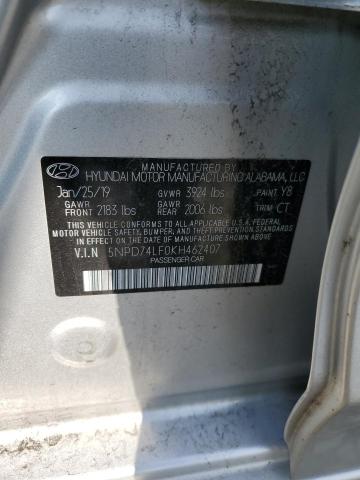 MANUFACTURED BY
HYUNDAI MOTOR MANUFACTURING ALABAMA, LLC
Jan/25/19 GVWR 3924 lbs PAINT Y8
GAWR FRONT 2183 lbs GAWR REAR 2006 lbs TRIM CT
THIS VEHICLE CONFORMS TO ALL APPLICABLE U.S. FEDERAL
MOTOR VEHICLE SAFETY, BUMPER, AND THEFT PREVENTION
STANDARDS IN EFFECT ON THE DATE OF MANUFACTURE SHOWN ABOVE.
V.I.N 5NPD74LF0KH462407
PASSENGER CAR